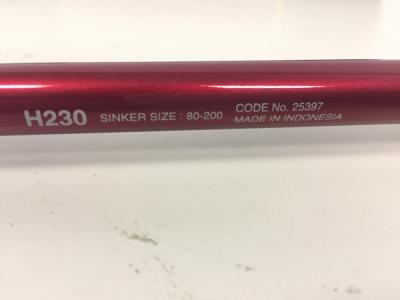 H230 SINKER SIZE : 80-200 CODE No. 25397
MADE IN INDONESIA